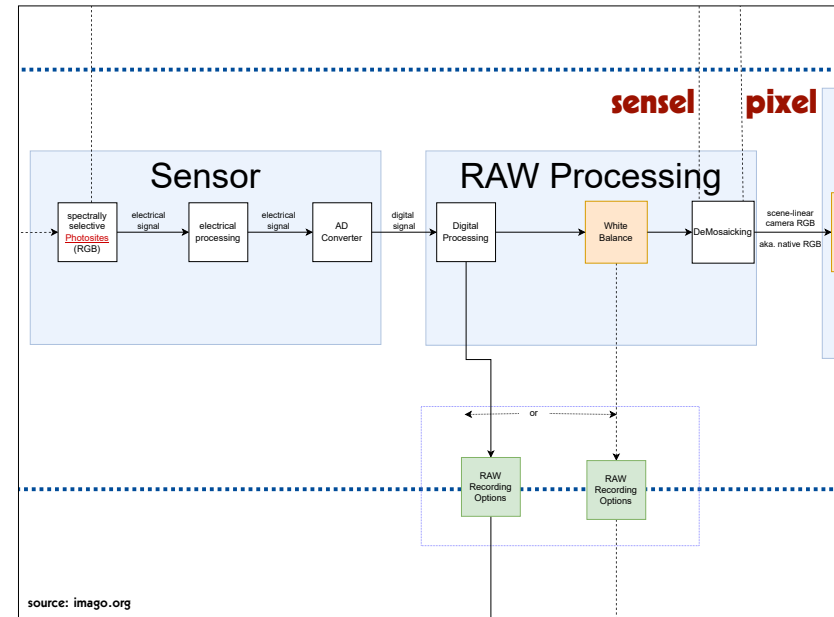 sensel pixel
Sensor
RAW Processing
spectrally
selective
Photosites
(RGB)
electrical
signal
electrical
processing
electrical
signal
AD
Converter
digital
signal
Digital
Processing
White
Balance
DeMosaicking
scene-linear
camera RGB
aka. native RGB
or
RAW
Recording
Options
RAW
Recording
Options
source: imago.org